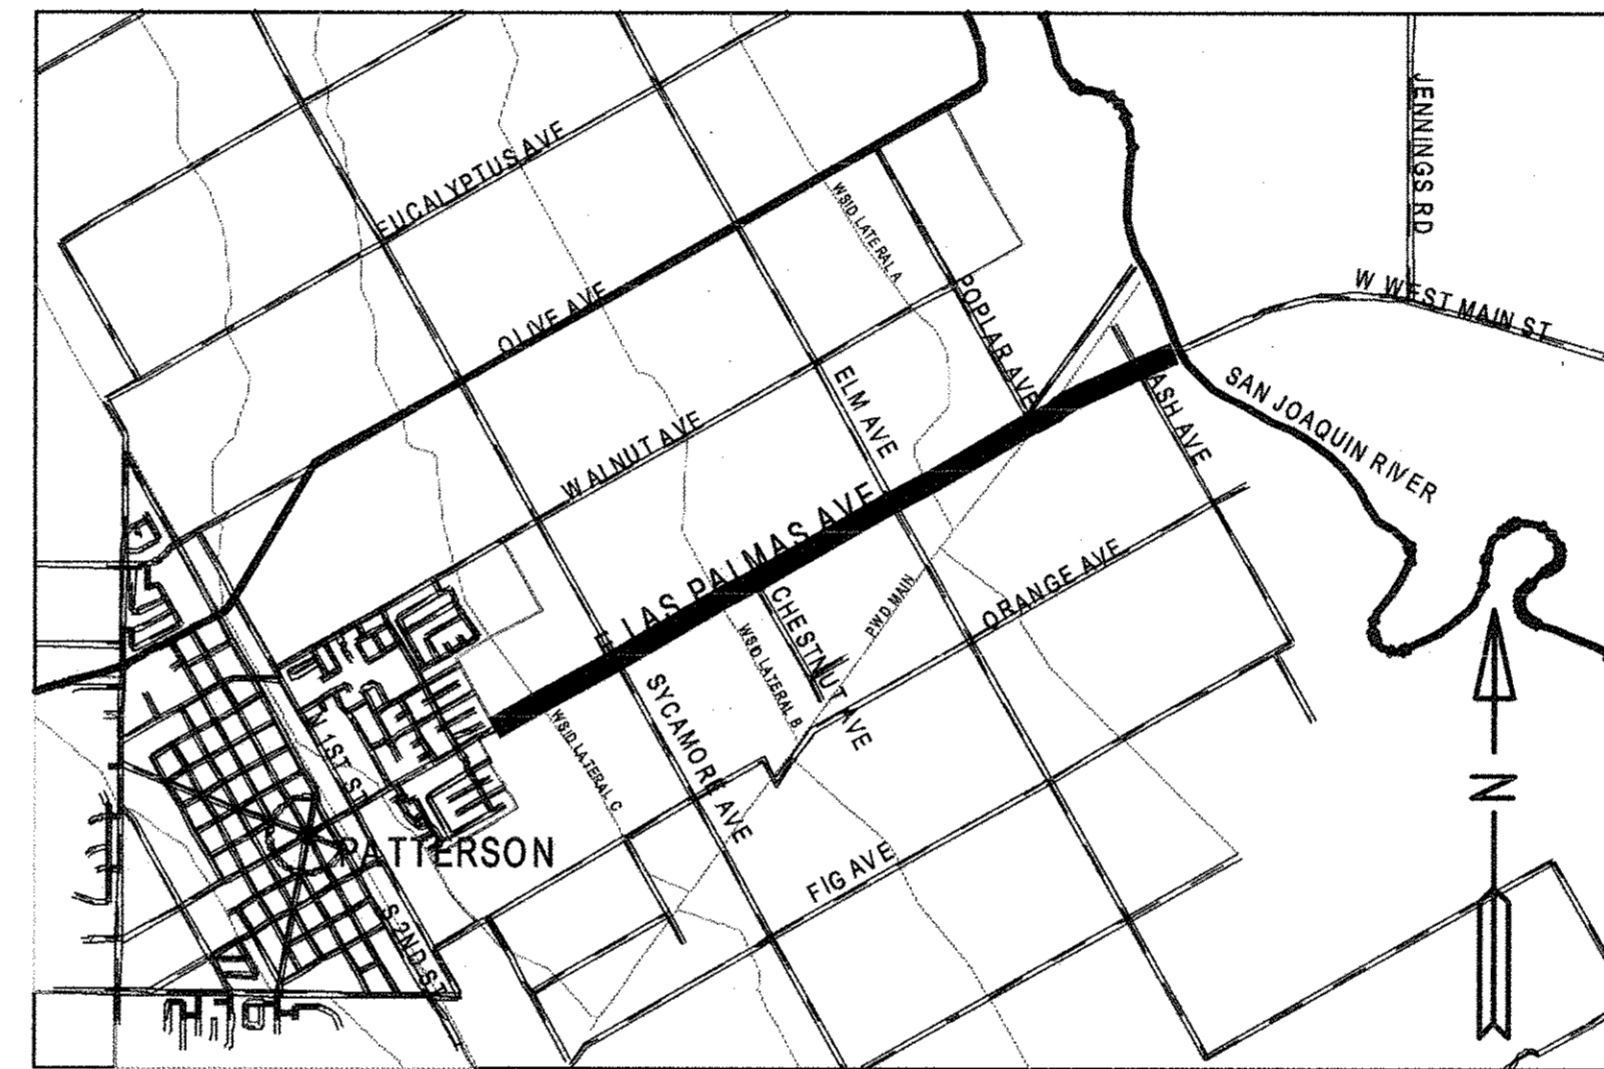 JENNINGS RD
EUCALYPTUS AVE
WSID LATERAL A
OLIVE AVE
POPLAR AVE
W WEST MAIN ST
ELM AVE
ASH AVE
SAN JOAQUIN RIVER
WALNUT AVE
E LAS PALMAS AVE
CHESTNUT AVE
PWD MAIN
ORANGE AVE
WSID LATERAL B
SYCAMORE AVE
WSID LATERAL C
N 1ST ST
PATTERSON
FIG AVE
S 2ND ST
N